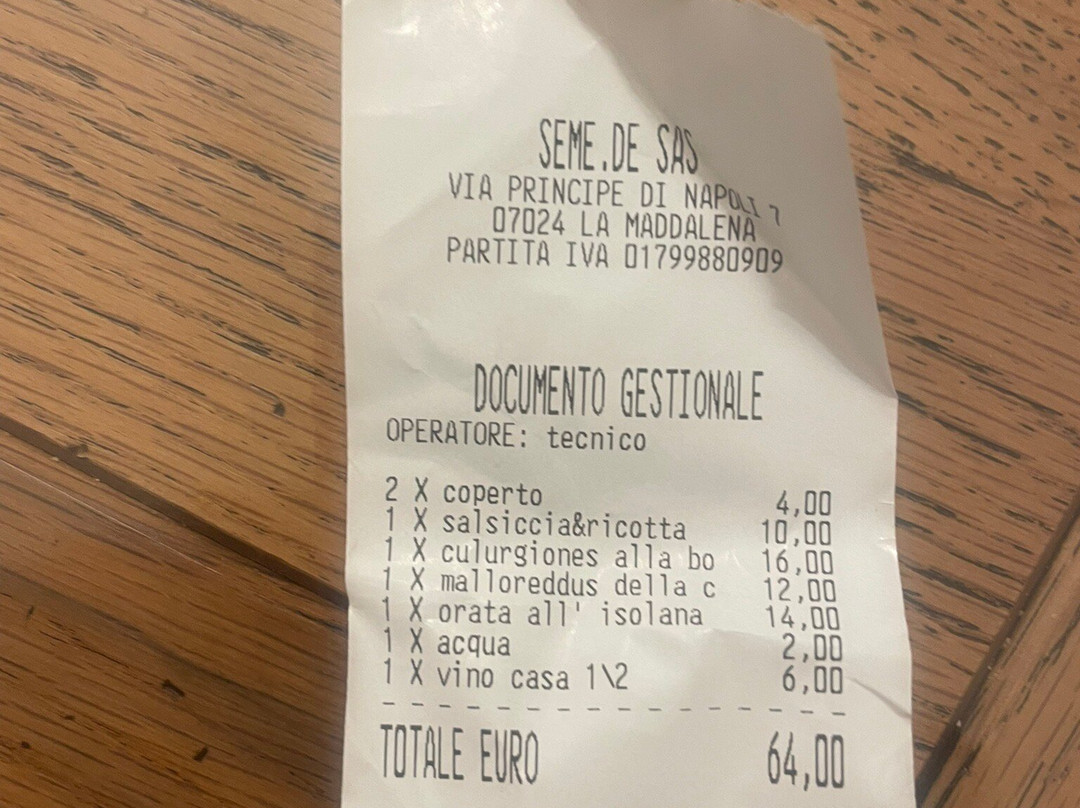 SEME.DE SAS
VIA PRINCIPE DI NAPOLI 7
07024 LA MADDALENA
PARTITA IVA 01799880909
DOCUMENTO GESTIONALE
OPERATORE: tecnico
2 X coperto 4,00
1 X salsiccia&ricotta 10,00
1 X culurgiones alla bo 16,00
1 X malloreddus della c 12,00
1 X orata all' isolana 14,00
1 X acqua 2,00
1 X vino casa 1\2 6,00
- - - - - - - - - - - - - - - - -
TOTALE EURO 64,00